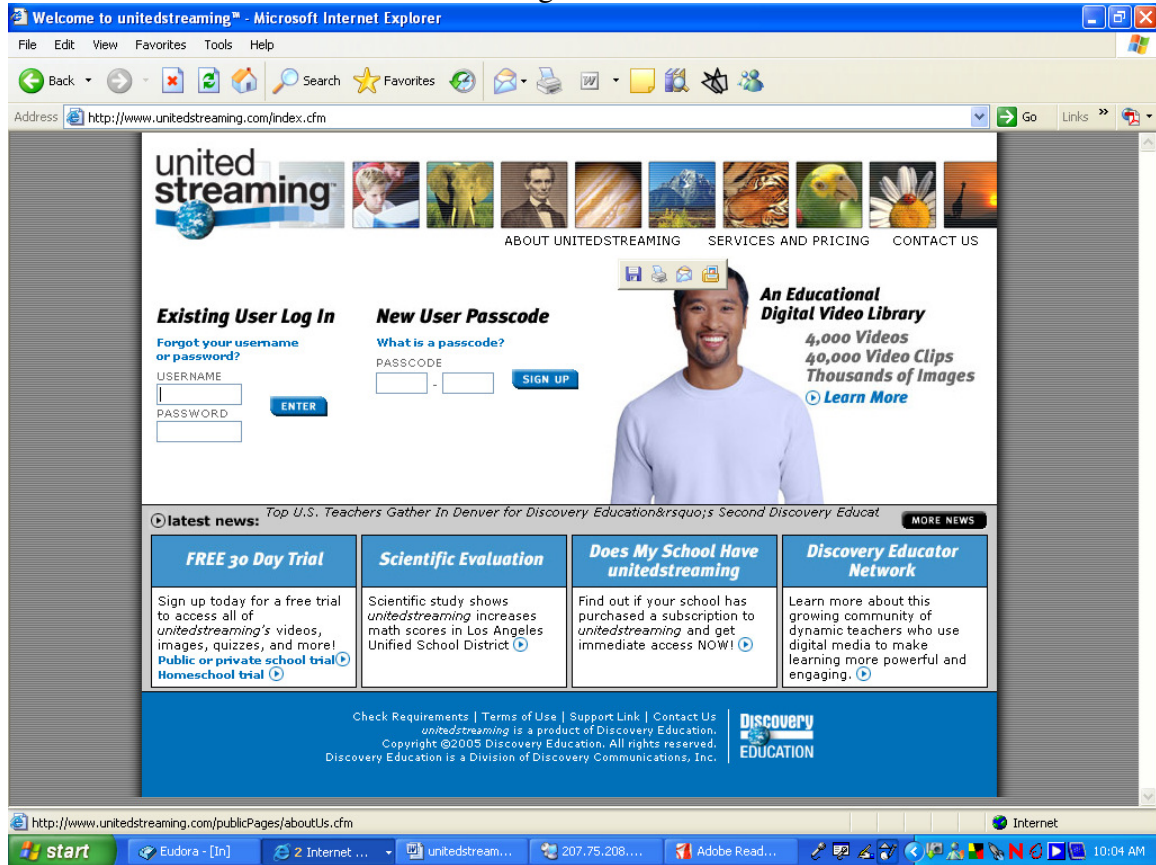 Welcome to unitedstreaming™ - Microsoft Internet Explorer
File Edit View Favorites Tools Help
Back Search Favorites
Address http://www.unitedstreaming.com/index.cfm Go Links »
united
streaming™
ABOUT UNITEDSTREAMING SERVICES AND PRICING CONTACT US
Existing User Log In
Forgot your username
or password?
USERNAME
PASSWORD
ENTER
New User Passcode
What is a passcode?
PASSCODE
-
SIGN UP
An Educational
Digital Video Library
4,000 Videos
40,000 Video Clips
Thousands of Images
Learn More
latest news: Top U.S. Teachers Gather In Denver for Discovery Education&rsquo;s Second Discovery Educat MORE NEWS
FREE 30 Day Trial
Sign up today for a free trial
to access all of
unitedstreaming's videos,
images, quizzes, and more!
Public or private school trial
Homeschool trial
Scientific Evaluation
Scientific study shows
unitedstreaming increases
math scores in Los Angeles
Unified School District
Does My School Have
unitedstreaming
Find out if your school has
purchased a subscription to
unitedstreaming and get
immediate access NOW!
Discovery Educator
Network
Learn more about this
growing community of
dynamic teachers who use
digital media to make
learning more powerful and
engaging.
Check Requirements | Terms of Use | Support Link | Contact Us
unitedstreaming is a product of Discovery Education.
Copyright ©2005 Discovery Education. All rights reserved.
Discovery Education is a Division of Discovery Communications, Inc.
Discovery
EDUCATION
http://www.unitedstreaming.com/publicPages/aboutUs.cfm Internet
start Eudora - [In] 2 Internet ... unitedstream... 207.75.208.... Adobe Read... 10:04 AM